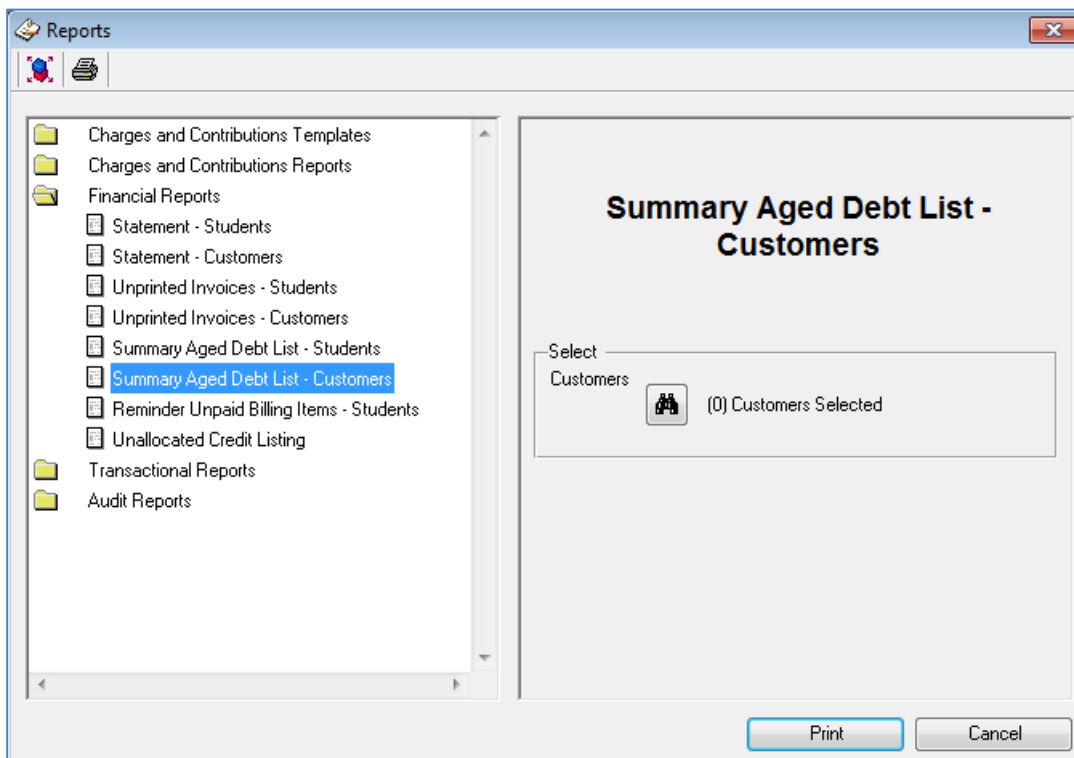 Reports
Charges and Contributions Templates
Charges and Contributions Reports
Financial Reports
Statement - Students
Statement - Customers
Unprinted Invoices - Students
Unprinted Invoices - Customers
Summary Aged Debt List - Students
Summary Aged Debt List - Customers
Reminder Unpaid Billing Items - Students
Unallocated Credit Listing
Transactional Reports
Audit Reports
Summary Aged Debt List -
Customers
Select
Customers
(0) Customers Selected
Print
Cancel